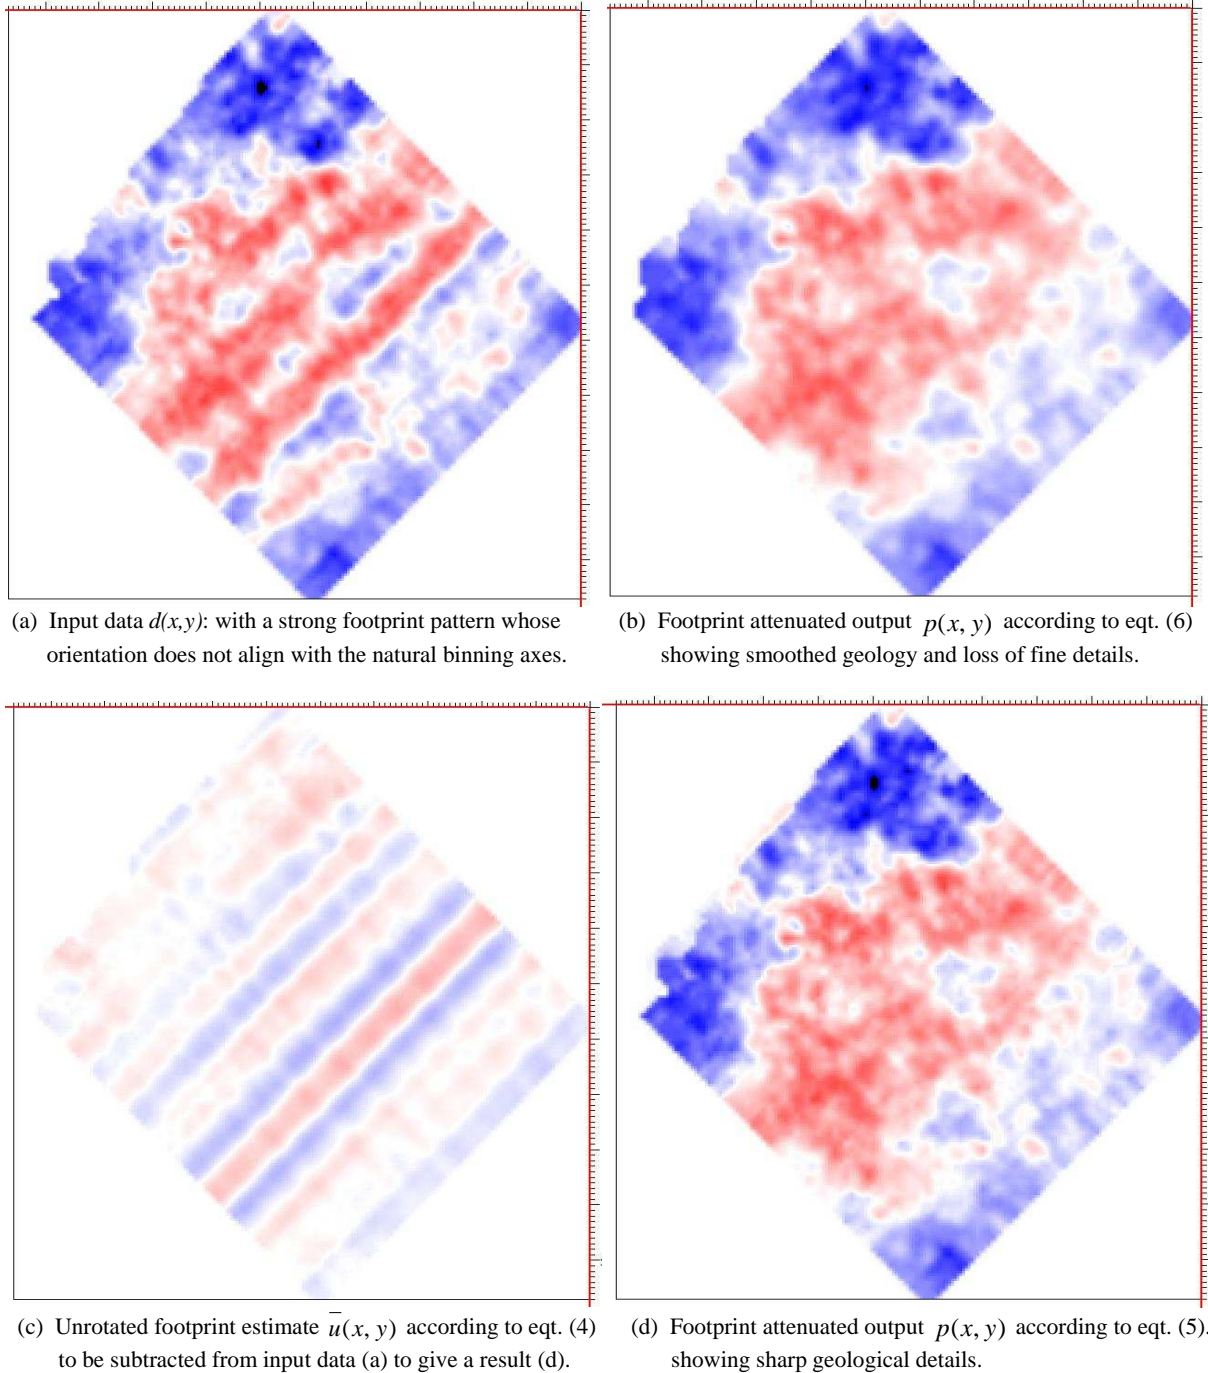 (a) Input data d(x,y): with a strong footprint pattern whose
orientation does not align with the natural binning axes.
(b) Footprint attenuated output p(x, y) according to eqt. (6)
showing smoothed geology and loss of fine details.
(c) Unrotated footprint estimate u̅(x, y) according to eqt. (4)
to be subtracted from input data (a) to give a result (d).
(d) Footprint attenuated output p(x, y) according to eqt. (5).
showing sharp geological details.